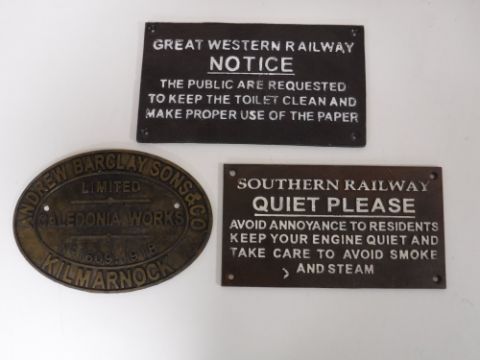 GREAT WESTERN RAILWAY
NOTICE
THE PUBLIC ARE REQUESTED
TO KEEP THE TOILET CLEAN AND
MAKE PROPER USE OF THE PAPER
ANDREW BARCLAY SONS & CO
LIMITED
CALEDONIA WORKS
KILMARNOCK
SOUTHERN RAILWAY
QUIET PLEASE
AVOID ANNOYANCE TO RESIDENTS
KEEP YOUR ENGINE QUIET AND
TAKE CARE TO AVOID SMOKE
AND STEAM